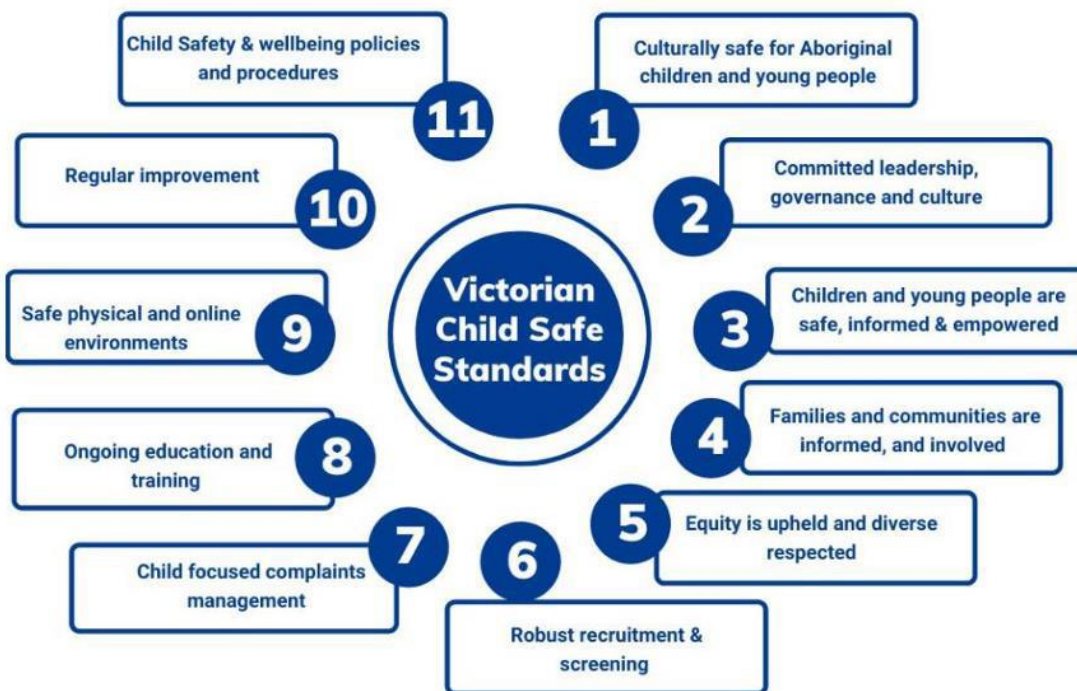 Victorian
Child Safe
Standards
1
Culturally safe for Aboriginal
children and young people
2
Committed leadership,
governance and culture
3
Children and young people are
safe, informed & empowered
4
Families and communities are
informed, and involved
5
Equity is upheld and diverse
respected
6
Robust recruitment &
screening
7
Child focused complaints
management
8
Ongoing education and
training
9
Safe physical and online
environments
10
Regular improvement
11
Child Safety & wellbeing policies
and procedures